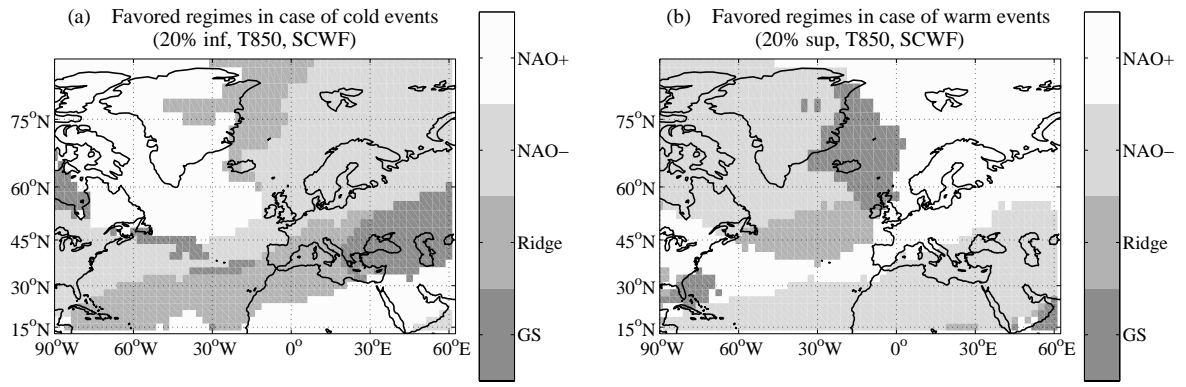 (a) Favored regimes in case of cold events
(20% inf, T850, SCWF)
NAO+
75°N
NAO−
60°N
45°N
Ridge
30°N
15°N
GS
90°W 60°W 30°W 0° 30°E 60°E
(b) Favored regimes in case of warm events
(20% sup, T850, SCWF)
NAO+
75°N
NAO−
60°N
45°N
Ridge
30°N
15°N
GS
90°W 60°W 30°W 0° 30°E 60°E